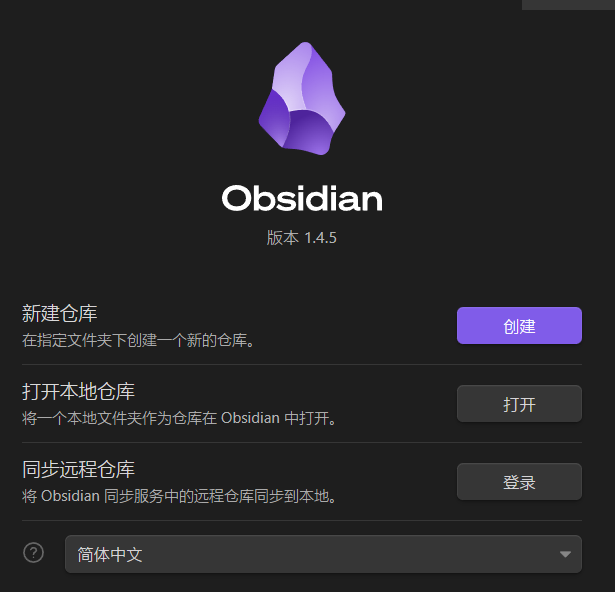 Obsidian
版本 1.4.5
新建仓库
在指定文件夹下创建一个新的仓库。
创建
打开本地仓库
将一个本地文件夹作为仓库在 Obsidian 中打开。
打开
同步远程仓库
将 Obsidian 同步服务中的远程仓库同步到本地。
登录
?
简体中文